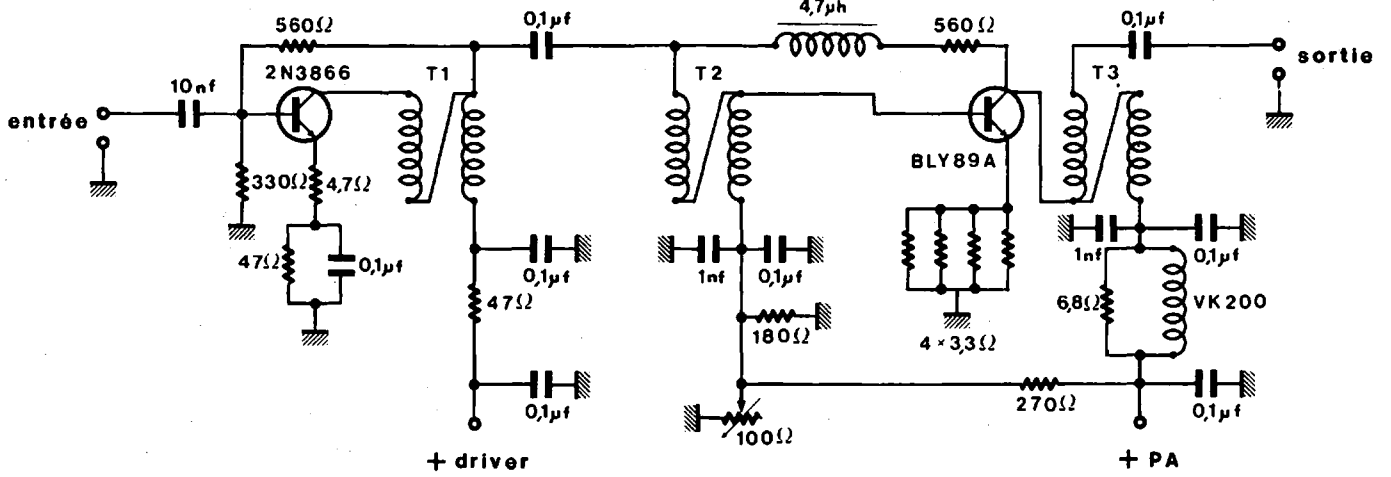 560Ω
0,1µf
4,7µh
560Ω
0,1µf
2N3866
T1
T2
T3
sortie
10nf
entrée
BLY89A
330Ω
4,7Ω
47Ω
0,1µf
0,1µf
1nf
0,1µf
1nf
0,1µf
47Ω
180Ω
4×3,3Ω
6,8Ω
VK200
0,1µf
100Ω
270Ω
0,1µf
+ driver
+ PA